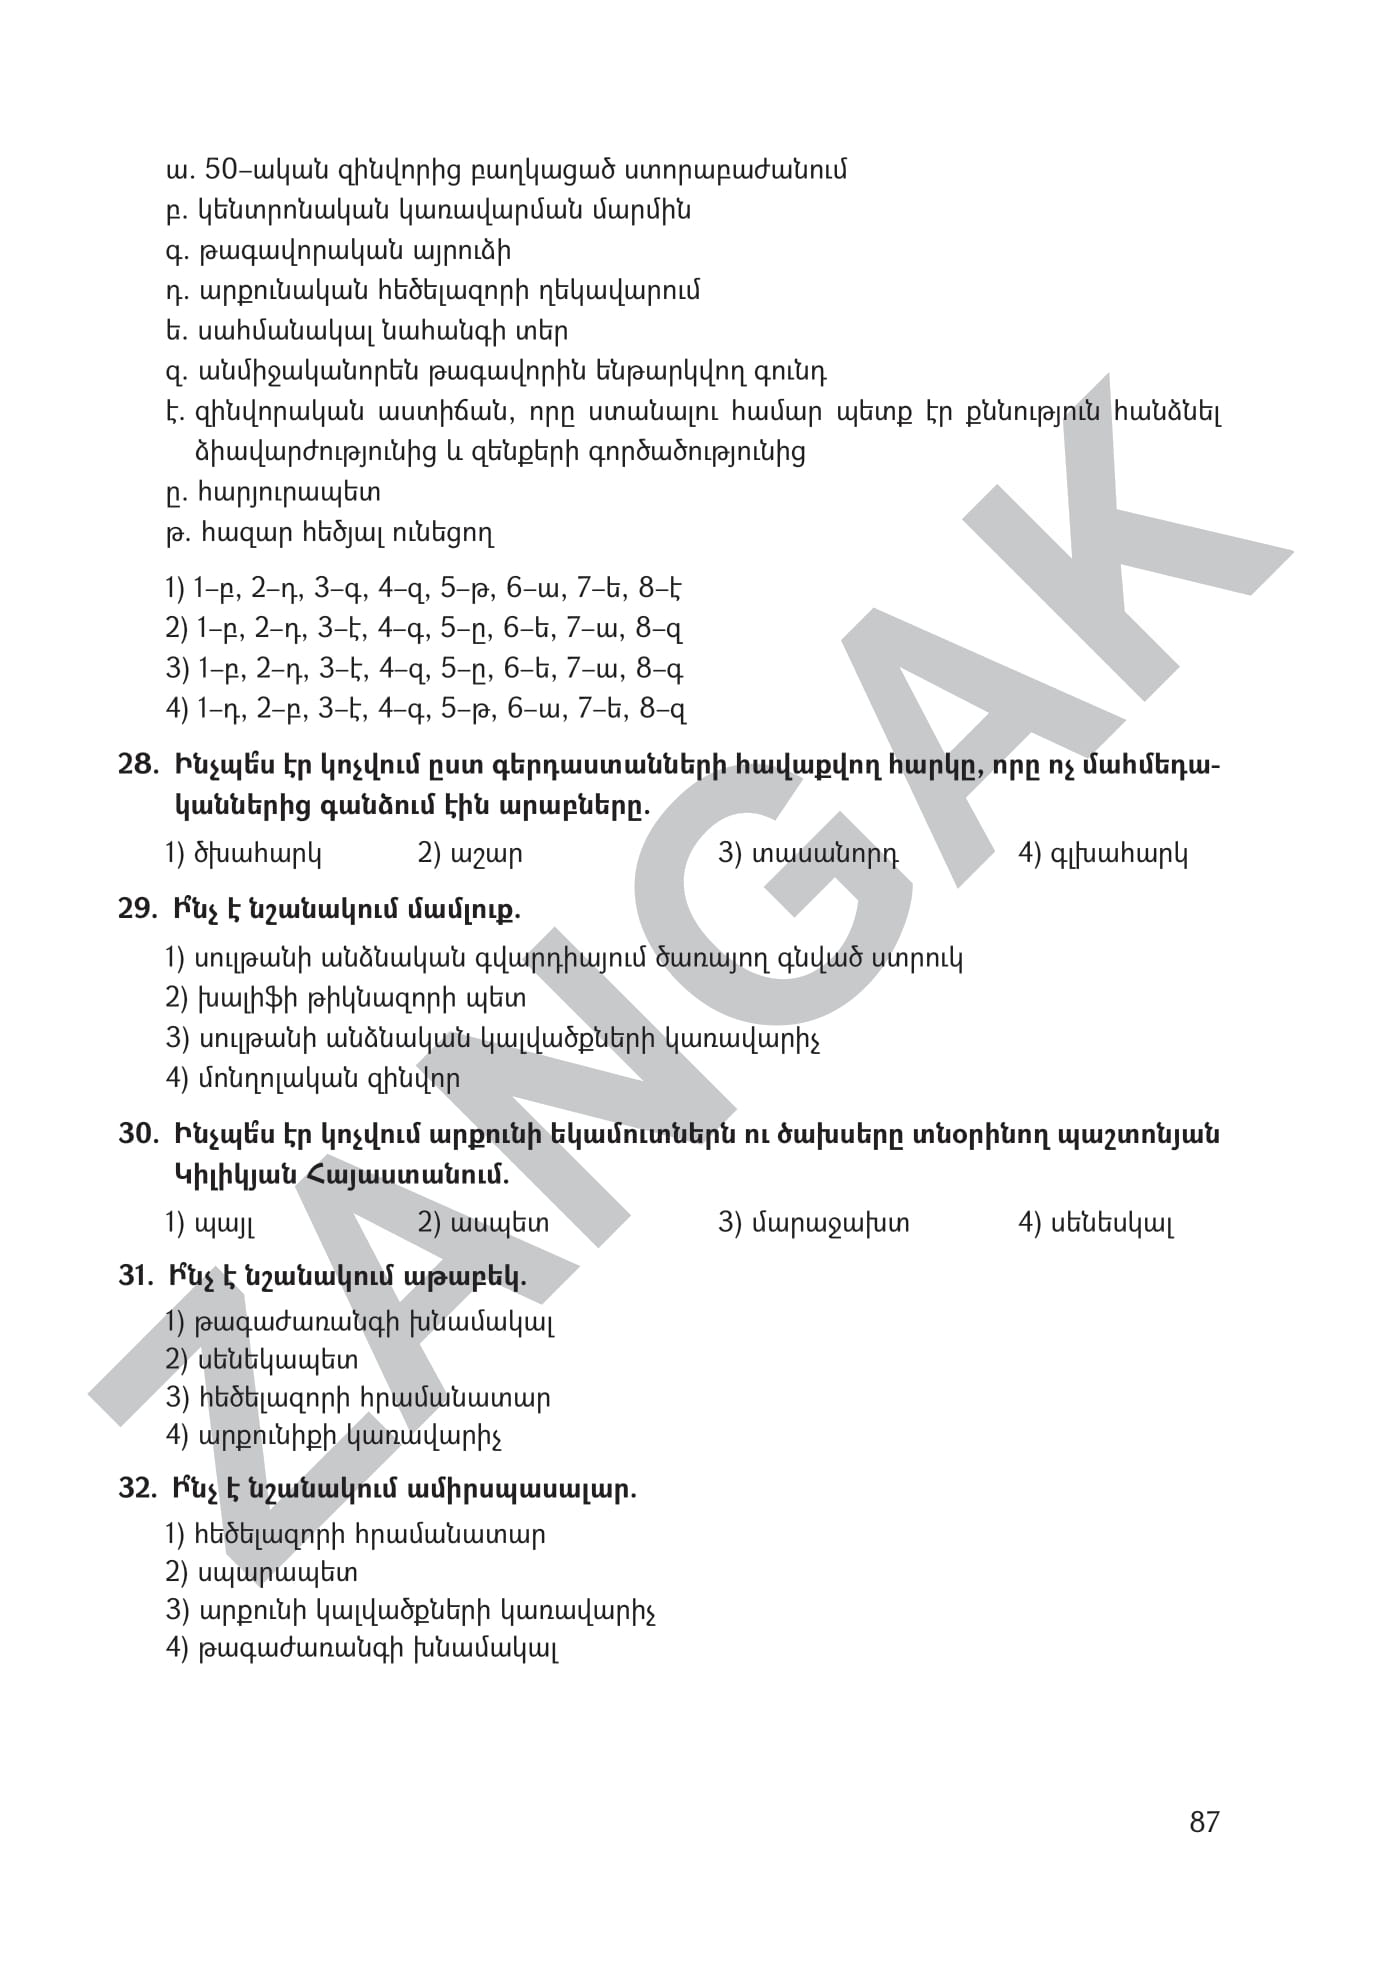 ա. 50–ական զինվորից բաղկացած ստորաբաժանում
բ. կենտրոնական կառավարման մարմին
գ. թագավորական այրուձի
դ. արքունական հեծելազորի ղեկավարում
ե. սահմանակալ նահանգի տեր
զ. անմիջականորեն թագավորին ենթարկվող գունդ
է. զինվորական աստիճան, որը ստանալու համար պետք էր քննություն հանձնել
ձիավարժությունից և զենքերի գործածությունից
ը. հարյուրապետ
թ. հազար հեծյալ ունեցող
1) 1–բ, 2–դ, 3–գ, 4–զ, 5–թ, 6–ա, 7–ե, 8–է
2) 1–բ, 2–դ, 3–է, 4–գ, 5–ը, 6–ե, 7–ա, 8–զ
3) 1–բ, 2–դ, 3–է, 4–զ, 5–ը, 6–ե, 7–ա, 8–գ
4) 1–դ, 2–բ, 3–է, 4–գ, 5–թ, 6–ա, 7–ե, 8–զ
28. Ինչպե՞ս էր կոչվում ըստ գերդաստանների հավաքվող հարկը, որը ոչ մահմեդա-
կաններից գանձում էին արաբները.
1) ծխահարկ 2) աշար 3) տասանորդ 4) գլխահարկ
29. Ի՞նչ է նշանակում մամլուք.
1) սուլթանի անձնական գվարդիայում ծառայող գնված ստրուկ
2) խալիֆի թիկնազորի պետ
3) սուլթանի անձնական կալվածքների կառավարիչ
4) մոնղոլական զինվոր
30. Ինչպե՞ս էր կոչվում արքունի եկամուտներն ու ծախսերը տնօրինող պաշտոնյան
Կիլիկյան Հայաստանում.
1) պայլ 2) ասպետ 3) մարաջախտ 4) սենեսկալ
31. Ի՞նչ է նշանակում աթաբեկ.
1) թագաժառանգի խնամակալ
2) սենեկապետ
3) հեծելազորի հրամանատար
4) արքունիքի կառավարիչ
32. Ի՞նչ է նշանակում ամիրսպասալար.
1) հեծելազորի հրամանատար
2) սպարապետ
3) արքունի կալվածքների կառավարիչ
4) թագաժառանգի խնամակալ
87
ZANGAK